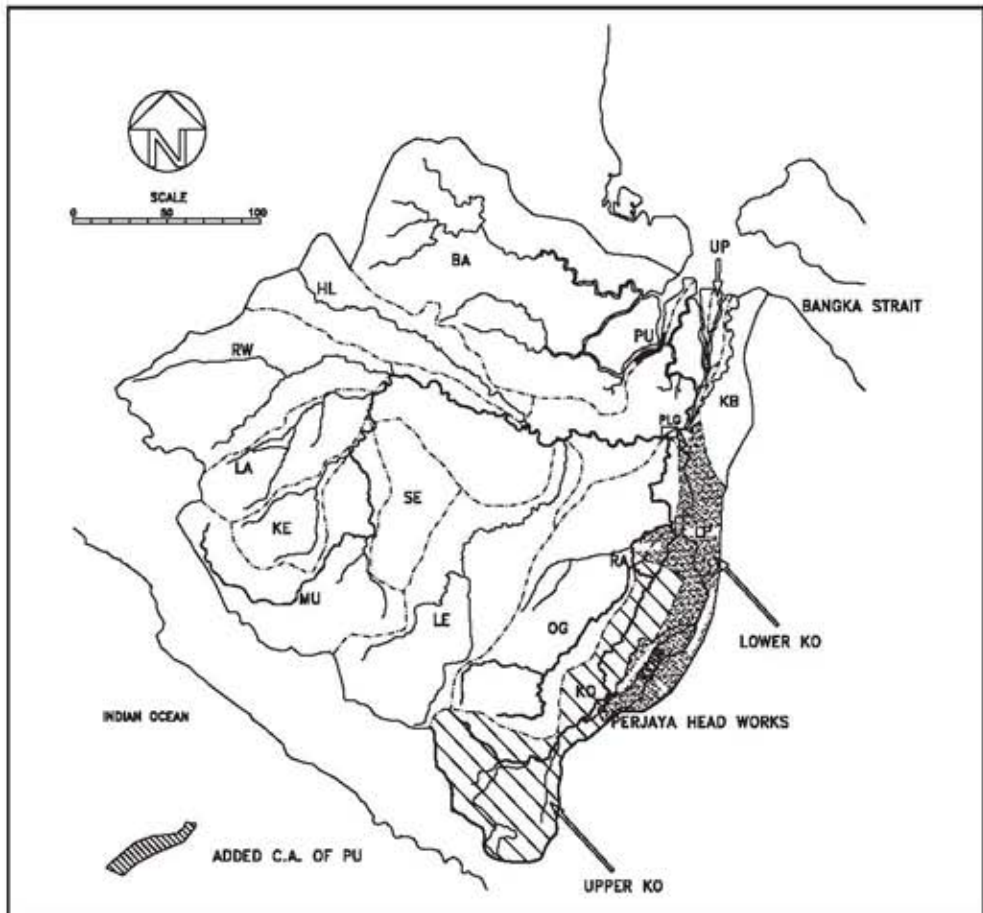 N
SCALE
0 50 100
UP
BA
HL
BANGKA STRAIT
PU
RW
KB
PLG
LA
SE
KE
RA
MU
LE
OG
LOWER KO
KO
INDIAN OCEAN
PERJAYA HEAD WORKS
ADDED C.A. OF PU
UPPER KO